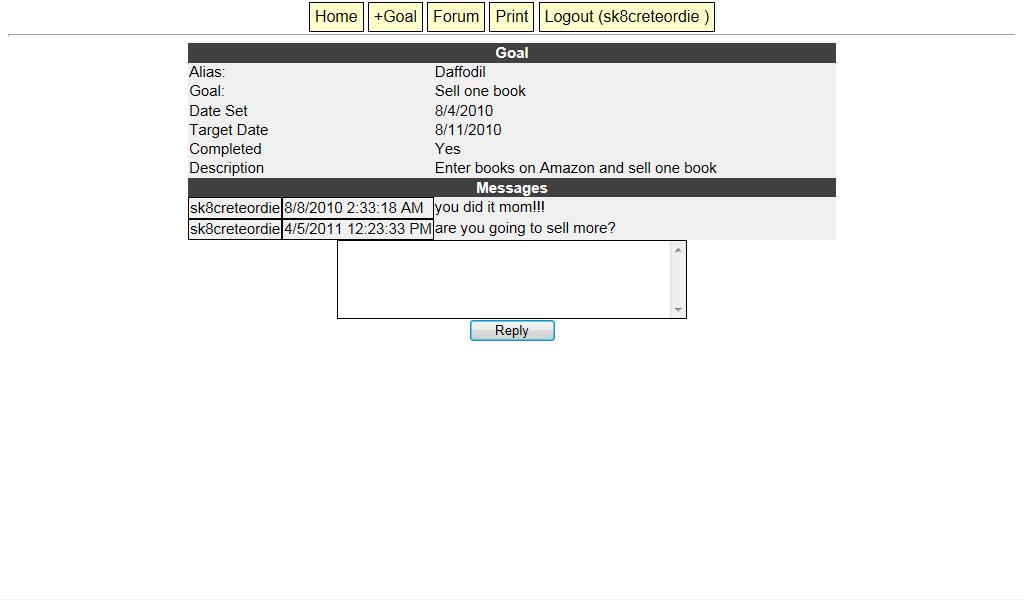 Home +Goal Forum Print Logout (sk8creteordie )
Goal
Alias: Daffodil
Goal: Sell one book
Date Set 8/4/2010
Target Date 8/11/2010
Completed Yes
Description Enter books on Amazon and sell one book
Messages
sk8creteordie 8/8/2010 2:33:18 AM you did it mom!!!
sk8creteordie 4/5/2011 12:23:33 PM are you going to sell more?
Reply